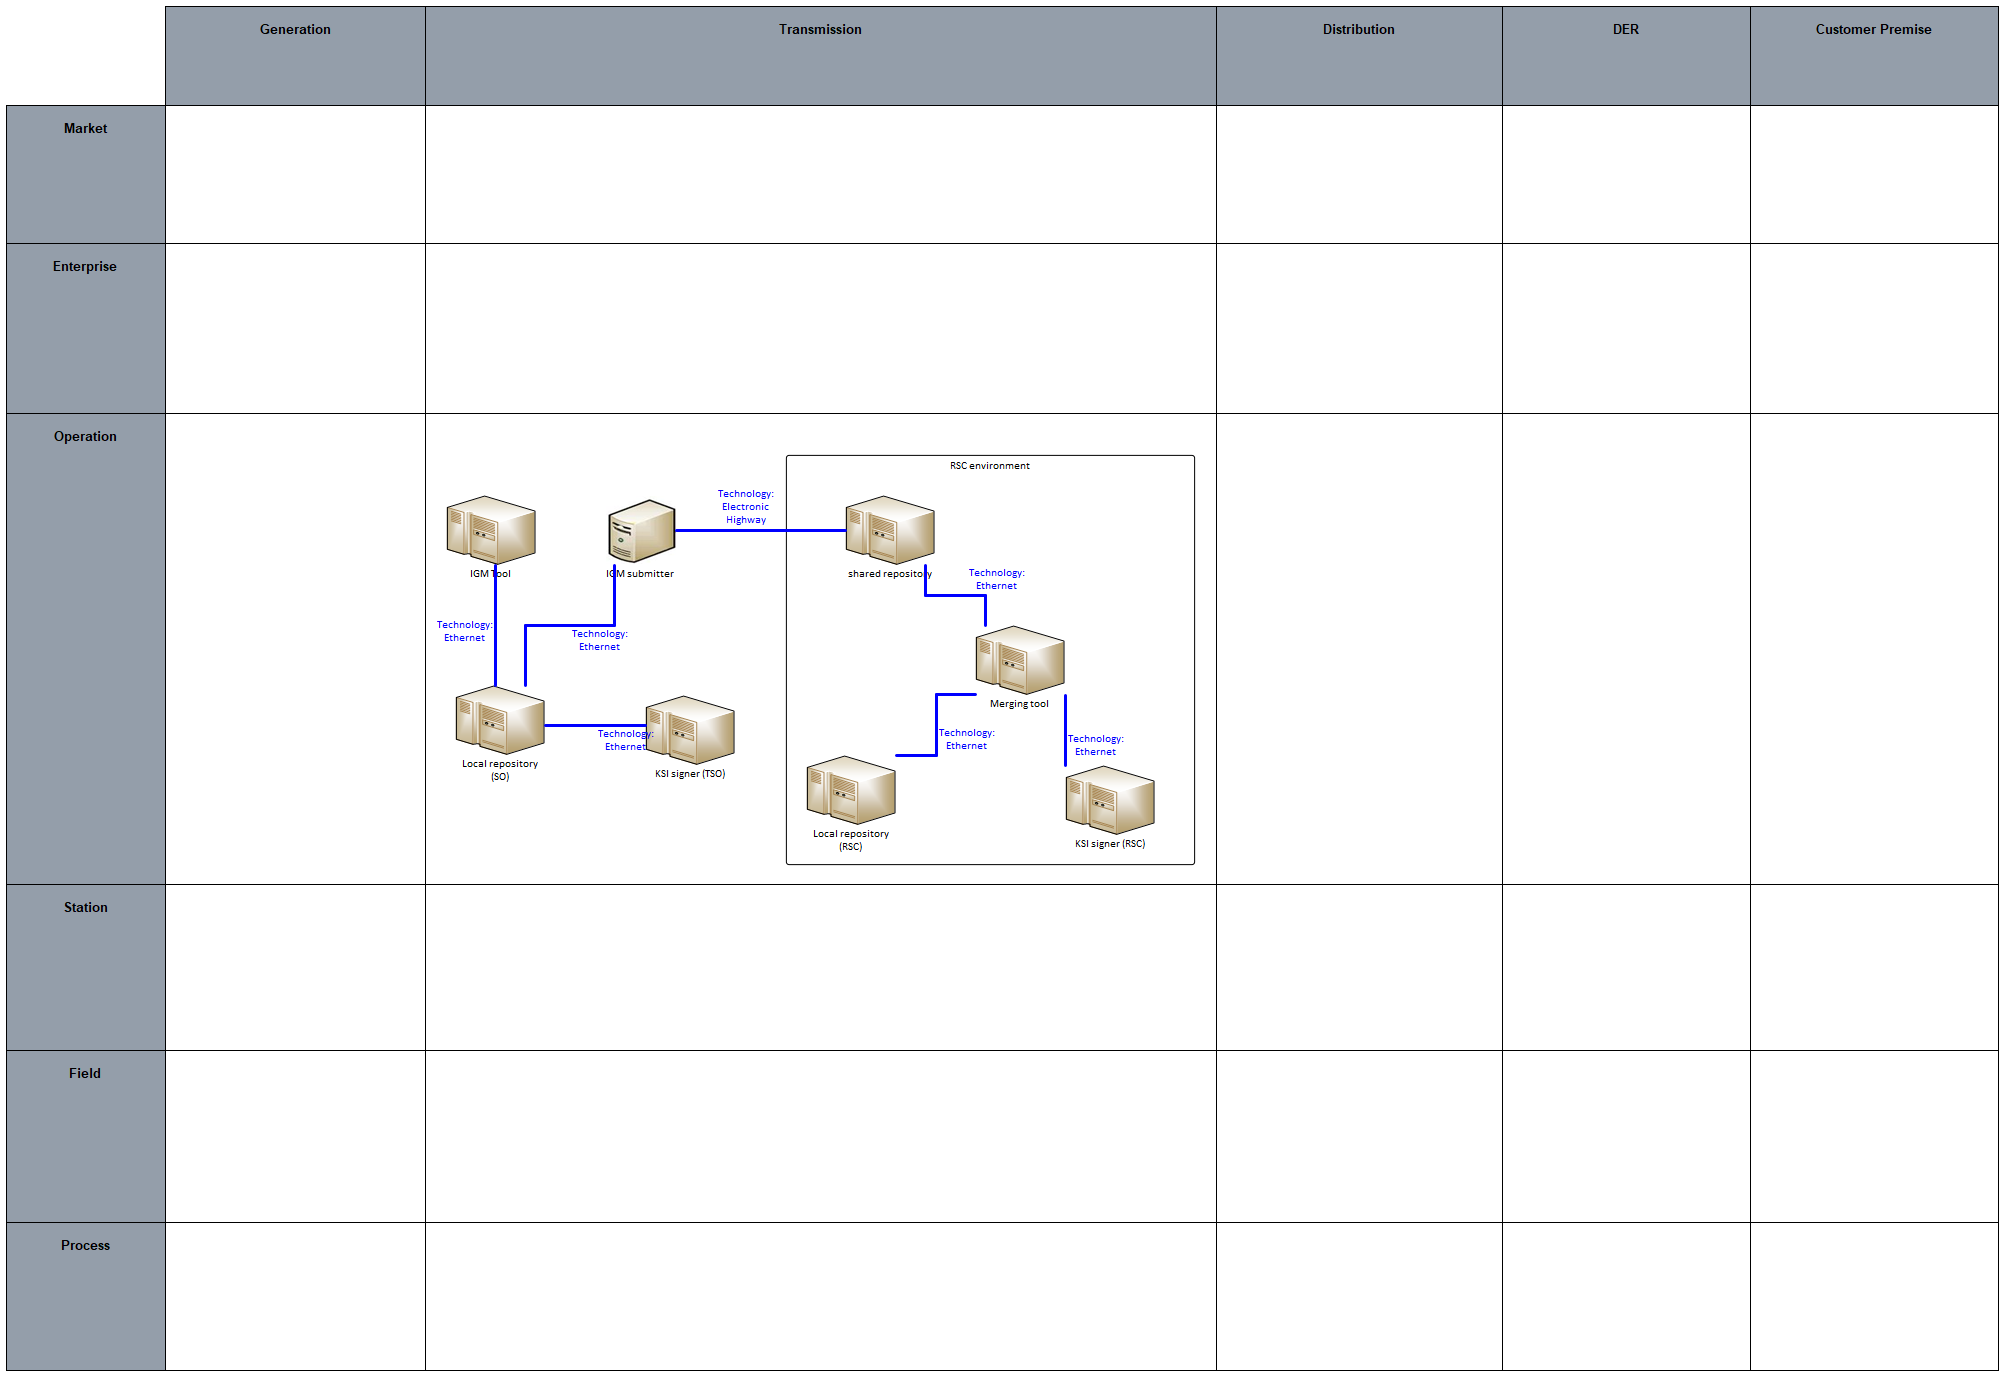 Generation
Transmission
Distribution
DER
Customer Premise
Market
Enterprise
Operation
RSC environment
Technology:
Electronic
Highway
IGM Tool
IGM submitter
shared repository
Technology:
Ethernet
Technology:
Ethernet
Technology:
Ethernet
Merging tool
Technology:
Ethernet
Technology:
Ethernet
Technology:
Ethernet
Local repository
(SO)
KSI signer (TSO)
Local repository
(RSC)
KSI signer (RSC)
Station
Field
Process